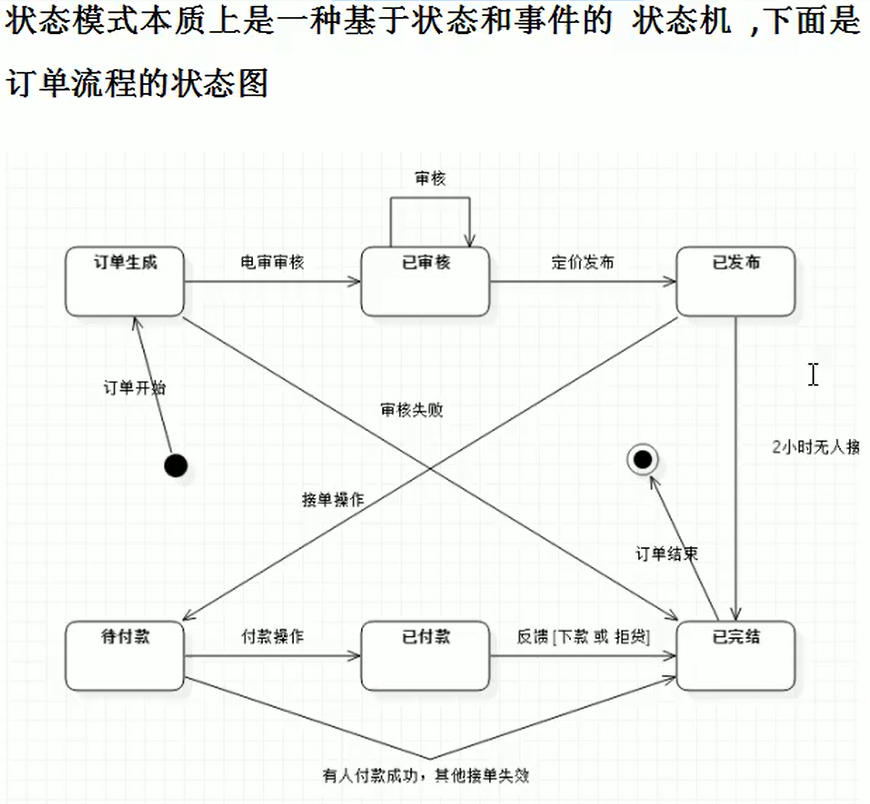 状态模式本质上是一种基于状态和事件的 状态机 ,下面是
订单流程的状态图
审核
订单生成
电审审核
已审核
定价发布
已发布
订单开始
审核失败
2小时无人接
接单操作
订单结束
待付款
付款操作
已付款
反馈 [下款 或 拒贷]
已完结
有人付款成功，其他接单失效